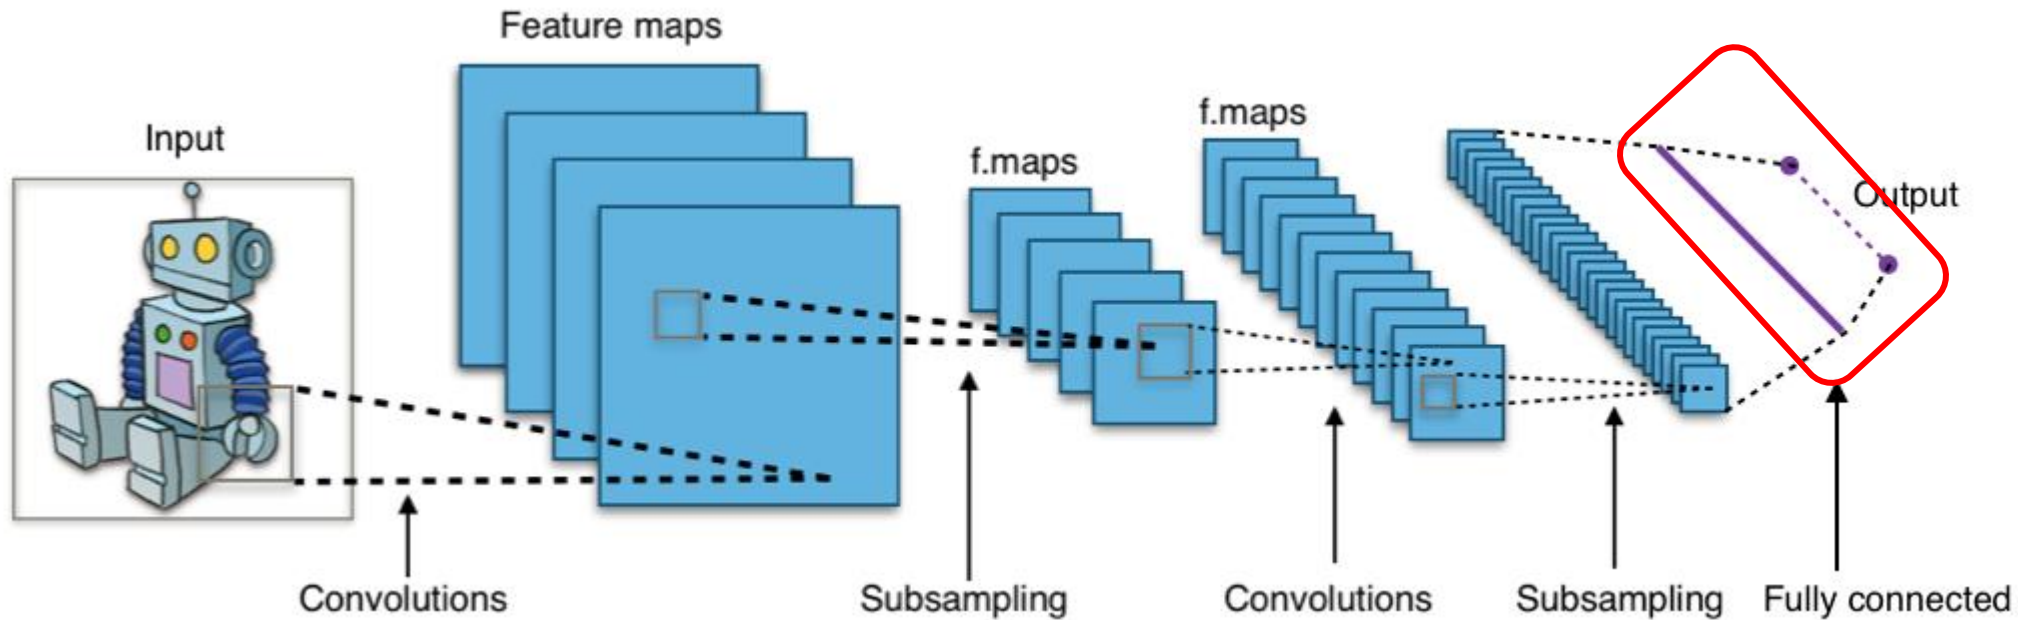 Feature maps
Input
f.maps
f.maps
Output
Convolutions
Subsampling
Convolutions
Subsampling
Fully connected